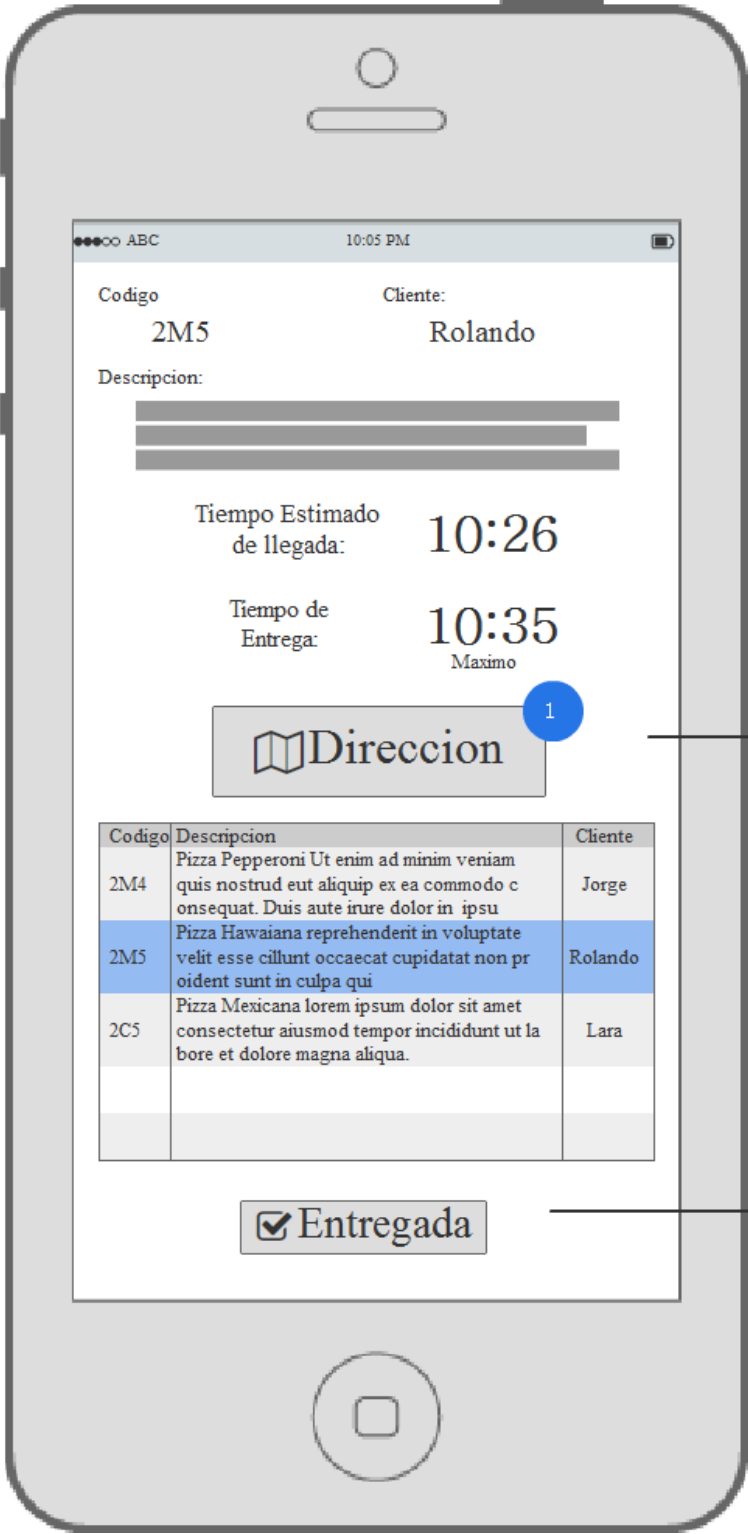 ABC 10:05 PM
Codigo Cliente:
2M5 Rolando
Descripcion:
Tiempo Estimado
de llegada:
10:26
Tiempo de
Entrega:
10:35
Maximo
1
Direccion
Codigo Descripcion Cliente
Pizza Pepperoni Ut enim ad minim veniam
2M4 quis nostrud eut aliquip ex ea commodo c Jorge
onsequat. Duis aute irure dolor in ipsu
Pizza Hawaiana reprehenderit in voluptate
2M5 velit esse cillunt occaecat cupidatat non pr Rolando
oident sunt in culpa qui
Pizza Mexicana lorem ipsum dolor sit amet
2C5 consectetur aiusmod tempor incididunt ut la Lara
bore et dolore magna aliqua.
Entregada